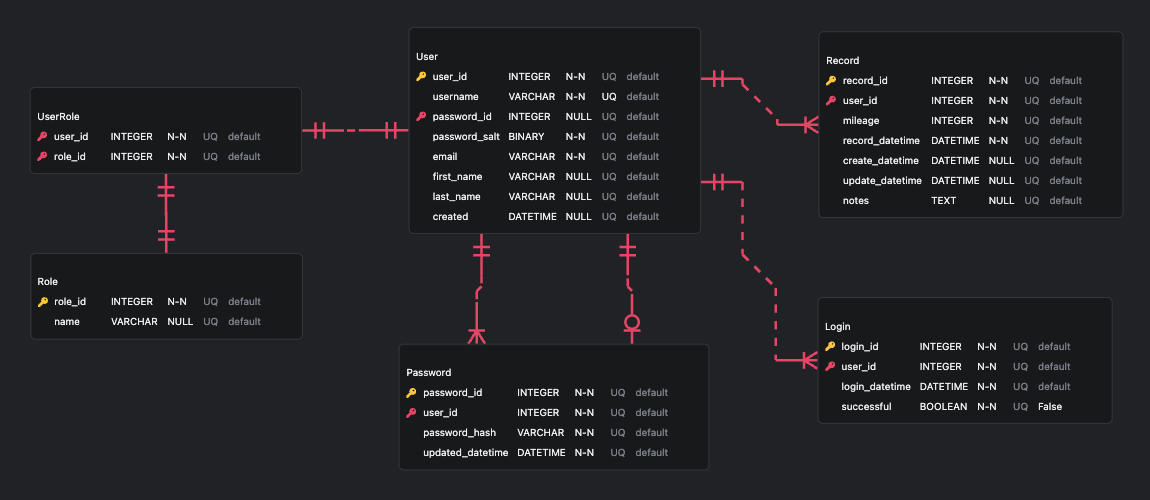 UserRole
user_id INTEGER N-N UQ default
role_id INTEGER N-N UQ default
Role
role_id INTEGER N-N UQ default
name VARCHAR NULL UQ default
User
user_id INTEGER N-N UQ default
username VARCHAR N-N UQ default
password_id INTEGER NULL UQ default
password_salt BINARY N-N UQ default
email VARCHAR N-N UQ default
first_name VARCHAR NULL UQ default
last_name VARCHAR NULL UQ default
created DATETIME NULL UQ default
Password
password_id INTEGER N-N UQ default
user_id INTEGER N-N UQ default
password_hash VARCHAR N-N UQ default
updated_datetime DATETIME N-N UQ default
Record
record_id INTEGER N-N UQ default
user_id INTEGER N-N UQ default
mileage INTEGER N-N UQ default
record_datetime DATETIME N-N UQ default
create_datetime DATETIME NULL UQ default
update_datetime DATETIME NULL UQ default
notes TEXT NULL UQ default
Login
login_id INTEGER N-N UQ default
user_id INTEGER N-N UQ default
login_datetime DATETIME N-N UQ default
successful BOOLEAN N-N UQ False